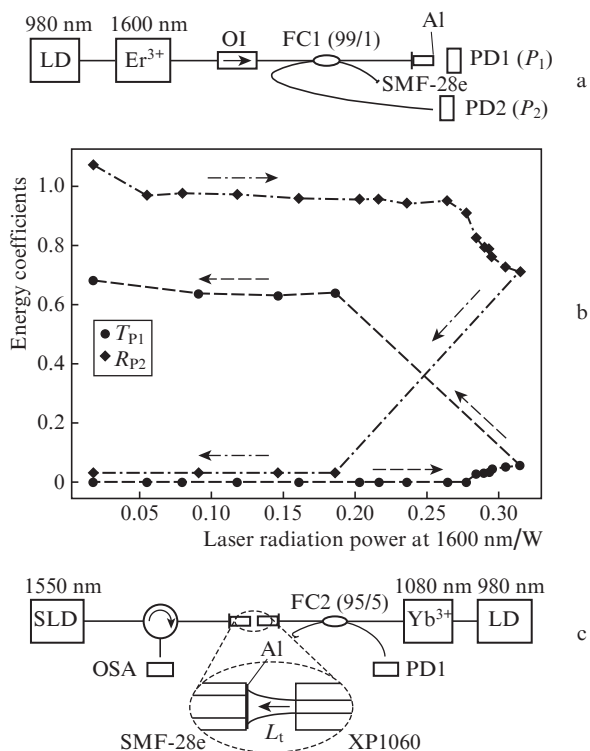 980 nm 1600 nm
LD Er³⁺ OI FC1 (99/1) Al PD1 (P₁)
SMF-28e
PD2 (P₂)
a
Energy coefficients
1.0
0.8
0.6
0.4
0.2
0
T_P1
R_P2
b
0.05 0.10 0.15 0.20 0.25 0.30
Laser radiation power at 1600 nm/W
1550 nm 1080 nm 980 nm
SLD FC2 (95/5) Yb³⁺ LD
c
OSA Al PD1
L_t
SMF-28e XP1060